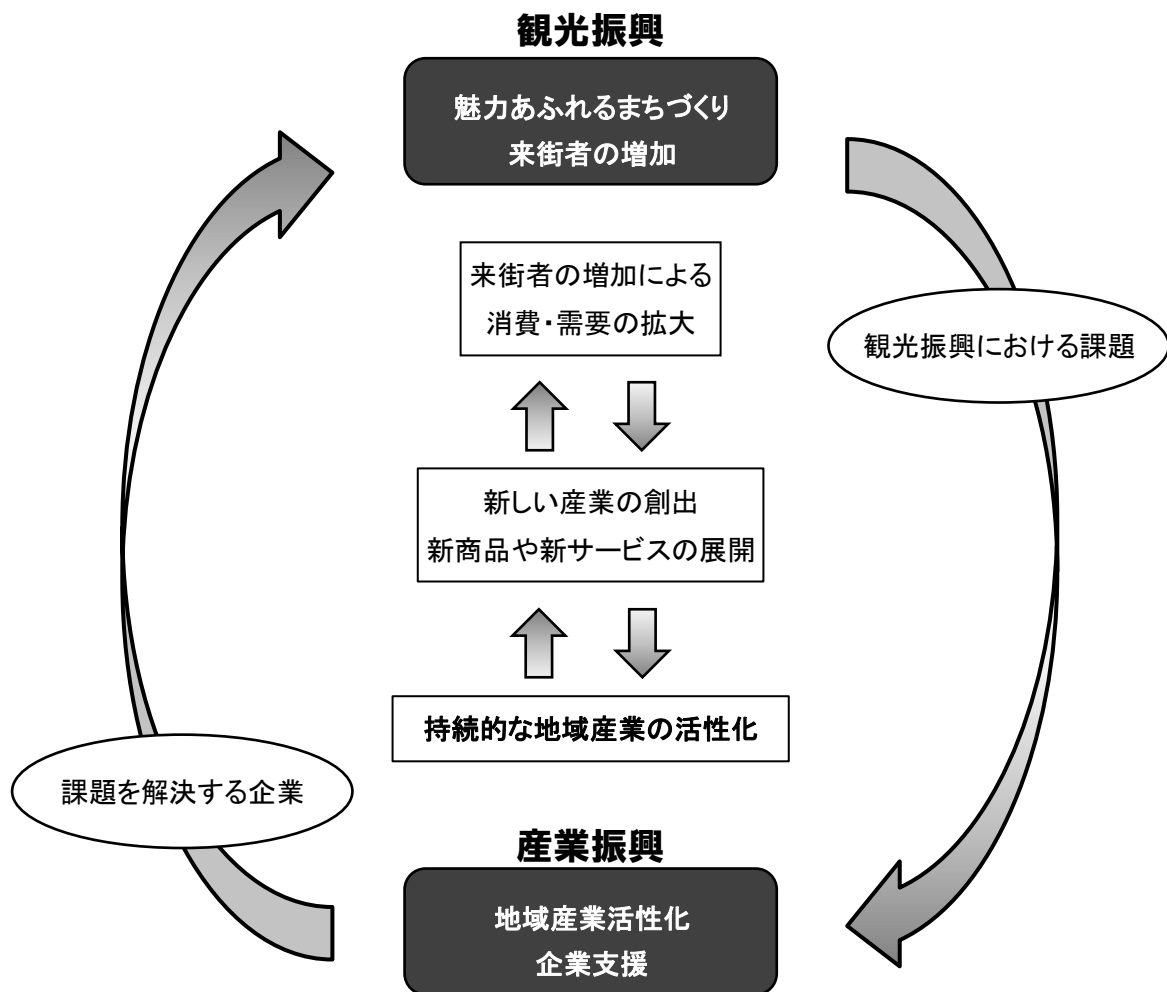 観光振興
魅力あふれるまちづくり
来街者の増加
来街者の増加による
消費・需要の拡大
観光振興における課題
新しい産業の創出
新商品や新サービスの展開
持続的な地域産業の活性化
課題を解決する企業
産業振興
地域産業活性化
企業支援